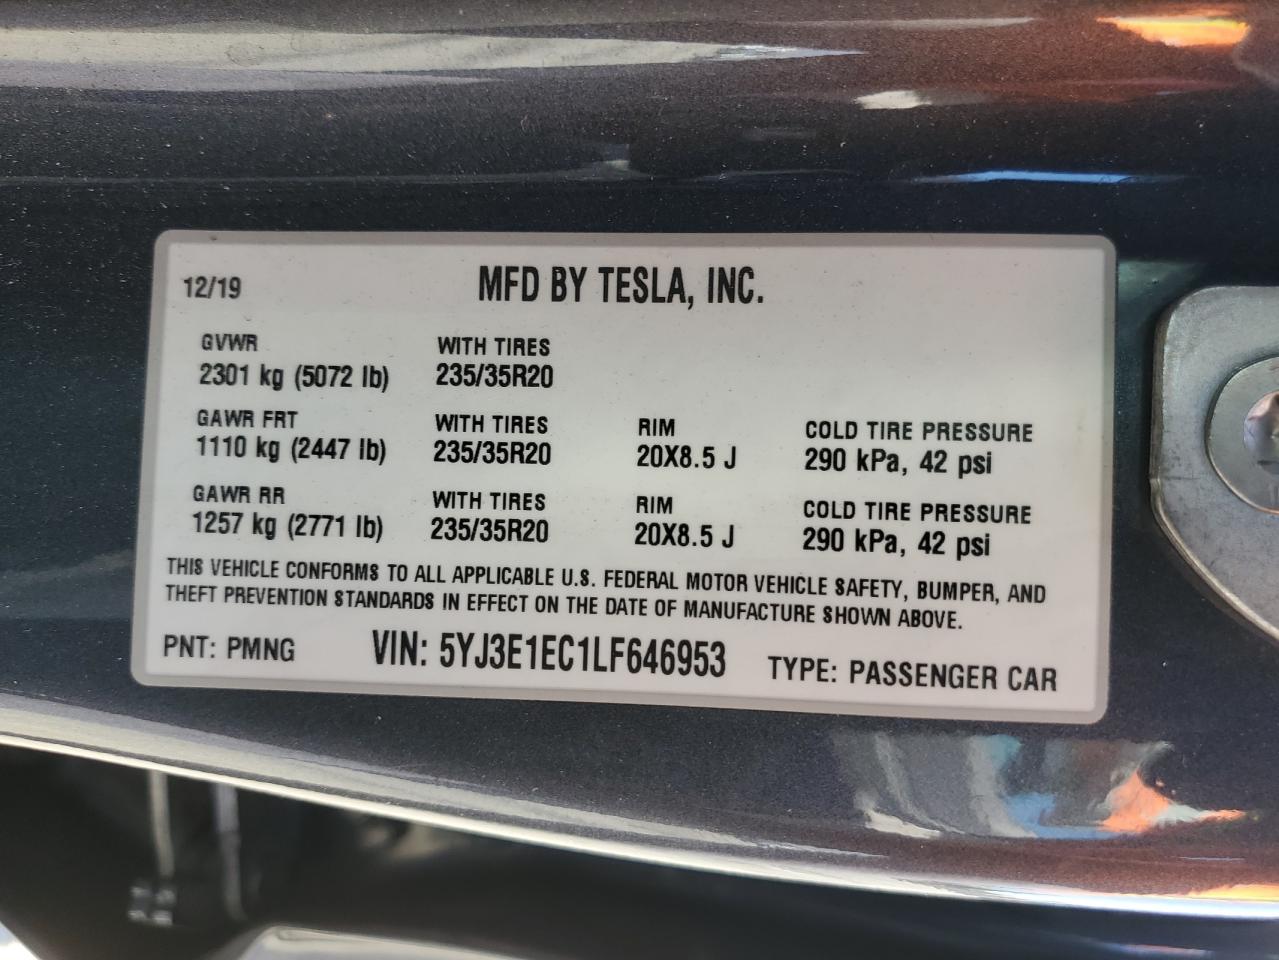 12/19 MFD BY TESLA, INC.
GVWR WITH TIRES
2301 kg (5072 lb) 235/35R20
GAWR FRT WITH TIRES RIM COLD TIRE PRESSURE
1110 kg (2447 lb) 235/35R20 20X8.5 J 290 kPa, 42 psi
GAWR RR WITH TIRES RIM COLD TIRE PRESSURE
1257 kg (2771 lb) 235/35R20 20X8.5 J 290 kPa, 42 psi
THIS VEHICLE CONFORMS TO ALL APPLICABLE U.S. FEDERAL MOTOR VEHICLE SAFETY, BUMPER, AND
THEFT PREVENTION STANDARDS IN EFFECT ON THE DATE OF MANUFACTURE SHOWN ABOVE.
PNT: PMNG VIN: 5YJ3E1EC1LF646953 TYPE: PASSENGER CAR